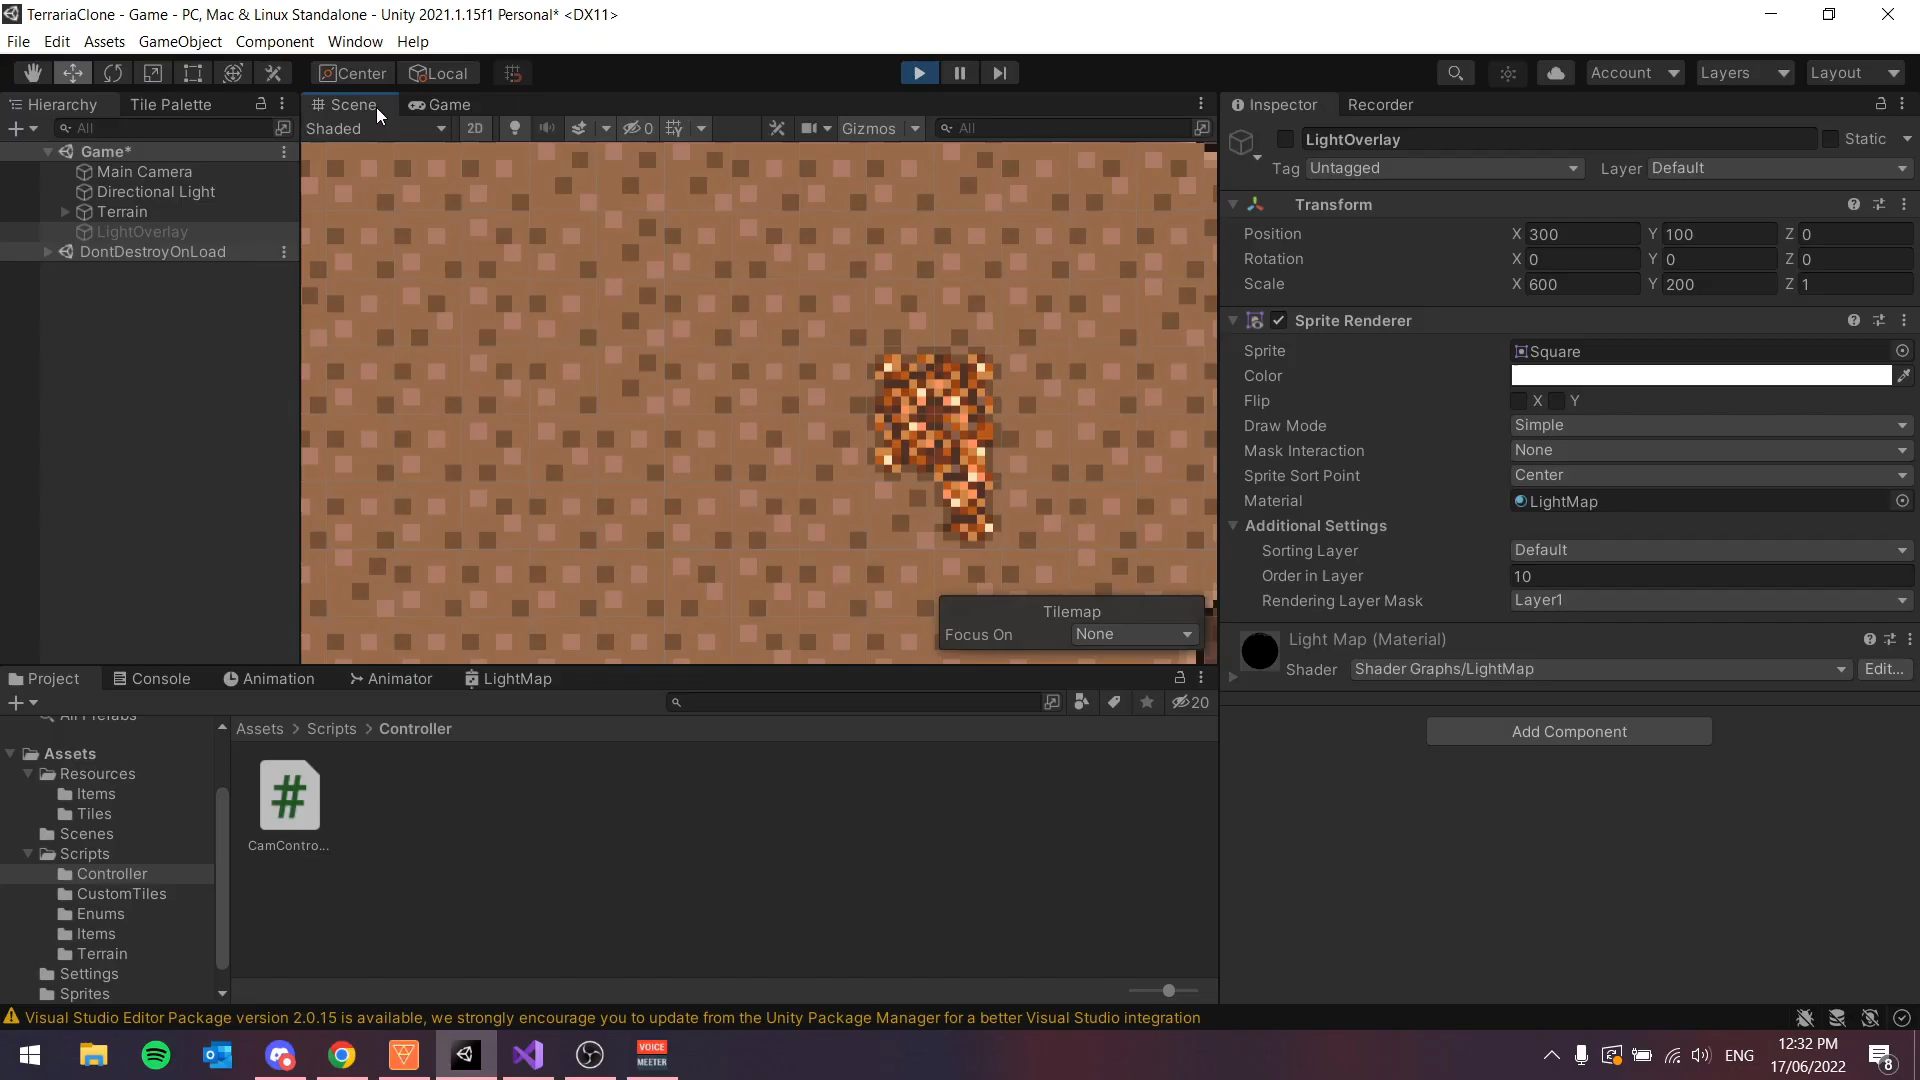 TerrariaClone - Game - PC, Mac & Linux Standalone - Unity 2021.1.15f1 Personal* <DX11>
File Edit Assets GameObject Component Window Help
Center Local Account Layers Layout
Hierarchy Tile Palette Scene Game Inspector Recorder
All Shaded 2D 0 Gizmos All
LightOverlay Static
Game*
Main Camera
Directional Light
Terrain
LightOverlay
DontDestroyOnLoad
Tag Untagged Layer Default
Transform
Position X 300 Y 100 Z 0
Rotation X 0 Y 0 Z 0
Scale X 600 Y 200 Z 1
Sprite Renderer
Sprite Square
Color
Flip X Y
Draw Mode Simple
Mask Interaction None
Sprite Sort Point Center
Material LightMap
Additional Settings
Sorting Layer Default
Order in Layer 10
Rendering Layer Mask Layer1
Light Map (Material)
Shader Shader Graphs/LightMap Edit...
Add Component
Tilemap
Focus On None
Project Console Animation Animator LightMap
20
All Prefabs
Assets > Scripts > Controller
Assets
Resources
Items
Tiles
Scenes
Scripts
Controller
CustomTiles
Enums
Items
Terrain
Settings
Sprites
#
CamContro...
Visual Studio Editor Package version 2.0.15 is available, we strongly encourage you to update from the Unity Package Manager for a better Visual Studio integration
VOICE
MEETER
ENG
12:32 PM
17/06/2022
8